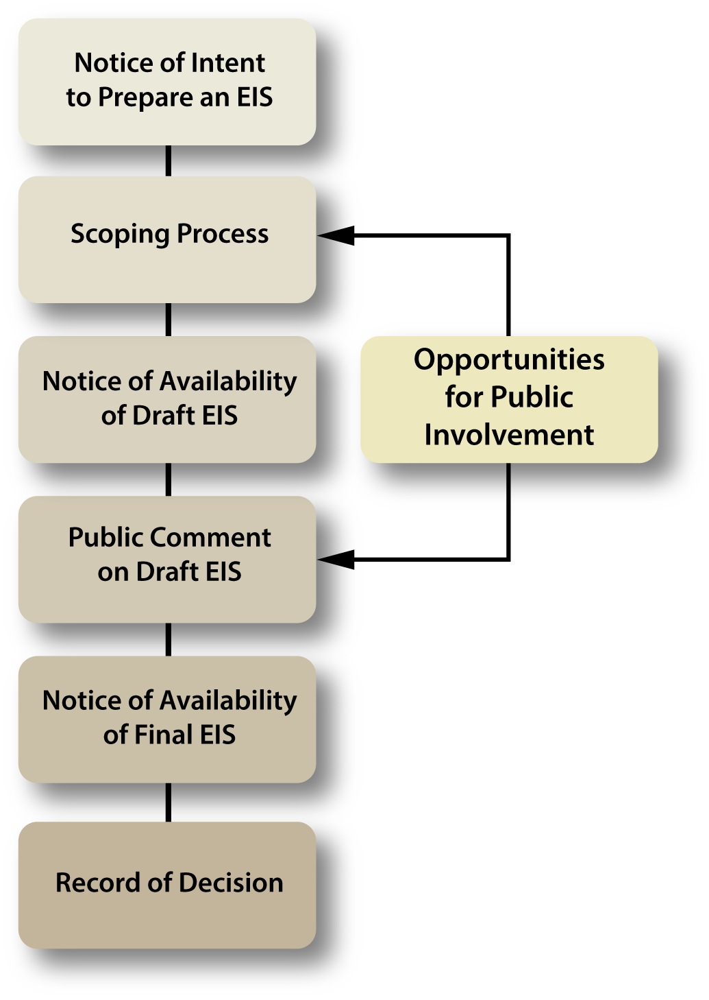 Notice of Intent
to Prepare an EIS
Scoping Process
Notice of Availability
of Draft EIS
Opportunities
for Public
Involvement
Public Comment
on Draft EIS
Notice of Availability
of Final EIS
Record of Decision